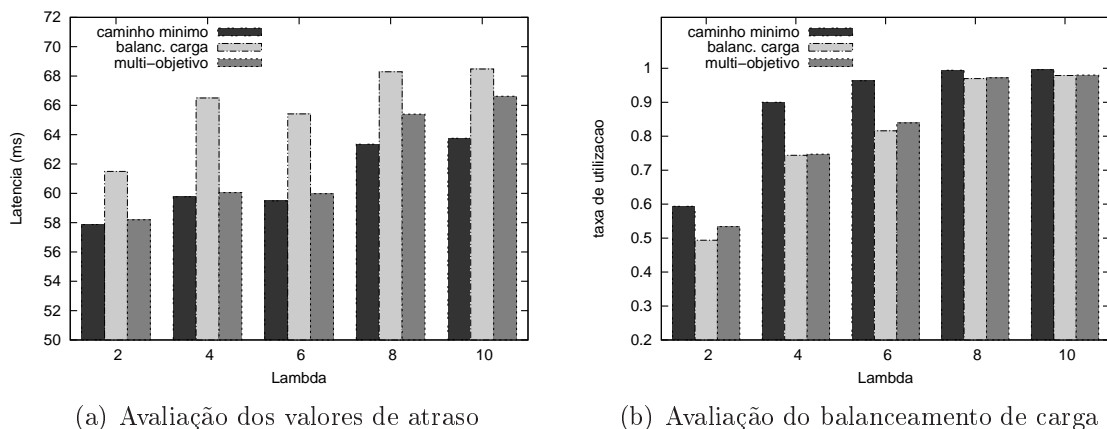 72
70
68
66
64
62
60
58
56
54
52
50
Latencia (ms)
caminho minimo
balanc. carga
multi-objetivo
2 4 6 8 10
Lambda
(a) Avaliação dos valores de atraso
1
0.9
0.8
0.7
0.6
0.5
0.4
0.3
0.2
taxa de utilizacao
caminho minimo
balanc. carga
multi-objetivo
2 4 6 8 10
Lambda
(b) Avaliação do balanceamento de carga